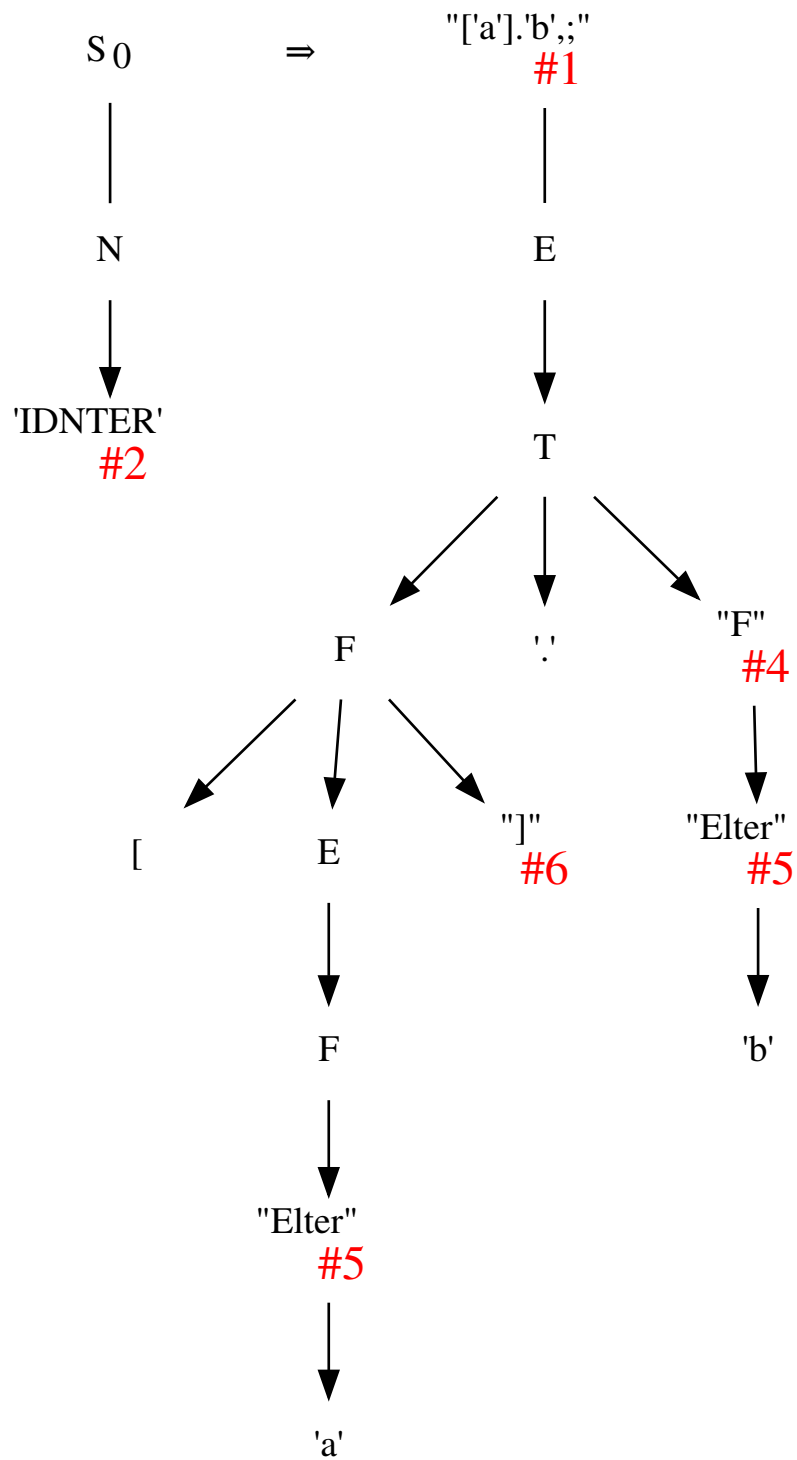 S0 ⇒ "['a'].'b',;"
#1
N E
'IDNTER'
#2
T
F '.' "F"
#4
[ E "]" "Elter"
#6 #5
F 'b'
"Elter"
#5
'a'